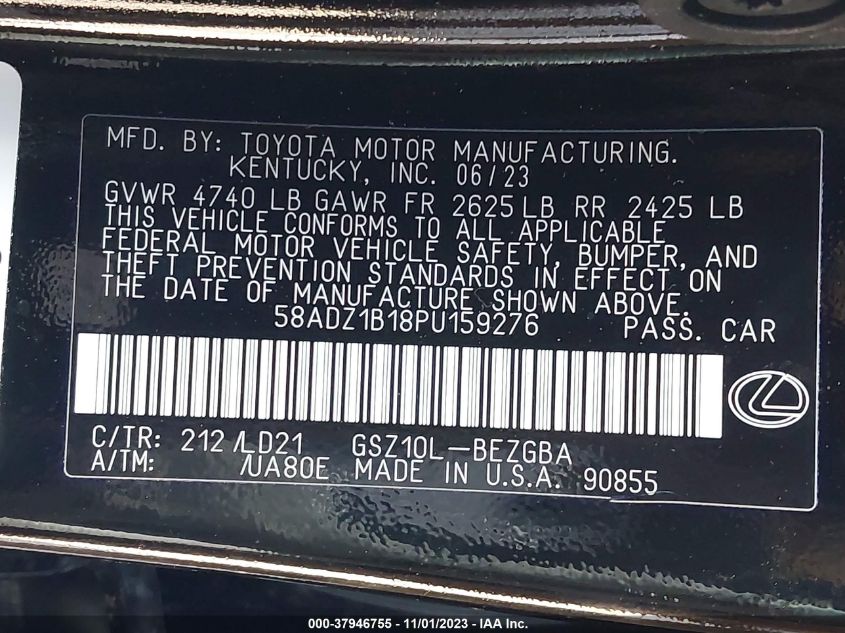 MFD. BY: TOYOTA MOTOR MANUFACTURING.
KENTUCKY, INC. 06/23
GVWR 4740 LB GAWR FR 2625 LB RR 2425 LB
THIS VEHICLE CONFORMS TO ALL APPLICABLE
FEDERAL MOTOR VEHICLE SAFETY, BUMPER, AND
THEFT PREVENTION STANDARDS IN EFFECT ON
THE DATE OF MANUFACTURE SHOWN ABOVE.
58ADZ1B18PU159276 PASS. CAR
C/TR: 212 /LD21 GSZ10L-BEZGBA
A/TM: /UA80E MADE IN U.S.A. 90855
000-37946755 - 11/01/2023 - IAA Inc.